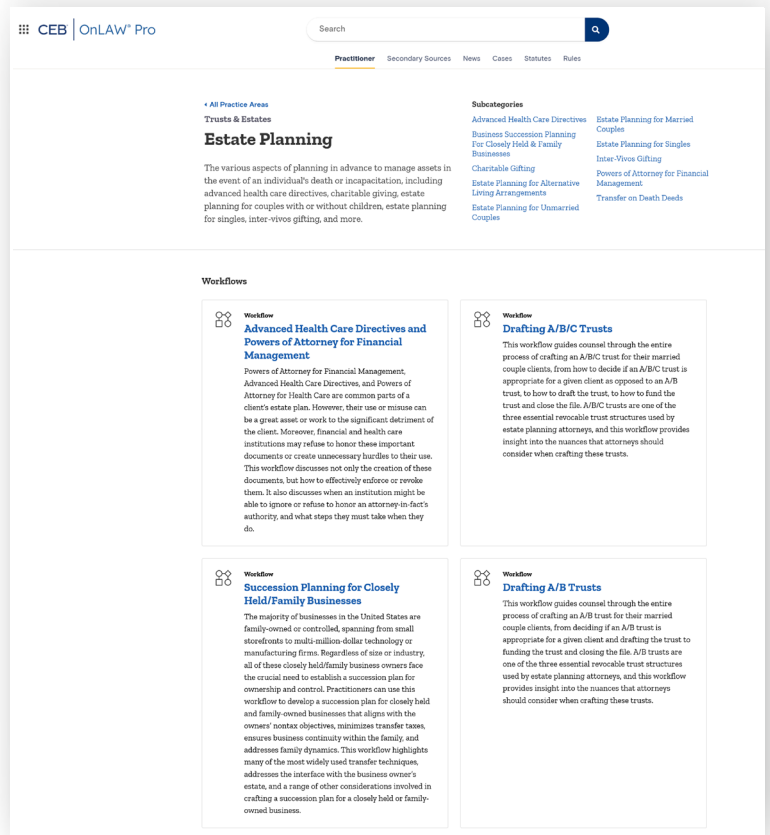 CEB OnLAW® Pro
Search
Practitioner Secondary Sources News Cases Statutes Rules
All Practice Areas
Trusts & Estates
Estate Planning
The various aspects of planning in advance to manage assets in
the event of an individual's death or incapacitation, including
advanced health care directives, charitable giving, estate
planning for couples with or without children, estate planning
for singles, inter-vivos gifting, and more.
Subcategories
Advanced Health Care Directives
Business Succession Planning
For Closely Held & Family
Businesses
Charitable Gifting
Estate Planning for Alternative
Living Arrangements
Estate Planning for Unmarried
Couples
Estate Planning for Married
Couples
Estate Planning for Singles
Inter-Vivos Gifting
Powers of Attorney for Financial
Management
Transfer on Death Deeds
Workflows
Workflow
Advanced Health Care Directives and
Powers of Attorney for Financial
Management
Powers of Attorney for Financial Management,
Advanced Health Care Directives, and Powers of
Attorney for Health Care are common parts of a
client's estate plan. However, their use or misuse can
be a great asset or work to the significant detriment of
the client. Moreover, financial and health care
institutions may refuse to honor these important
documents or create unnecessary hurdles to their use.
This workflow discusses not only the creation of these
documents, but how to effectively enforce or revoke
them. It also discusses when an institution might be
able to ignore or refuse to honor an attorney-in-fact's
authority, and what steps they must take when they
do.
Workflow
Drafting A/B/C Trusts
This workflow guides counsel through the entire
process of crafting an A/B/C trust for their married
couple clients, from how to decide if an A/B/C trust is
appropriate for a given client as opposed to an A/B
trust, to how to draft the trust, to how to fund the
trust and close the file. A/B/C trusts are one of the
three essential revocable trust structures used by
estate planning attorneys, and this workflow provides
insight into the nuances that attorneys should
consider when crafting these trusts.
Workflow
Succession Planning for Closely
Held/Family Businesses
The majority of businesses in the United States are
family-owned or controlled, spanning from small
storefronts to multi-million-dollar technology or
manufacturing firms. Regardless of size or industry,
all of these closely held/family business owners face
the crucial need to establish a succession plan for
ownership and control. Practitioners can use this
workflow to develop a succession plan for closely held
and family-owned businesses that aligns with the
owners' nontax objectives, minimizes transfer taxes,
ensures business continuity within the family, and
addresses family dynamics. This workflow highlights
many of the most widely used transfer techniques,
addresses the interface with the business owner's
estate, and a range of other considerations involved in
crafting a succession plan for a closely held or family-
owned business.
Workflow
Drafting A/B Trusts
This workflow guides counsel through the entire
process of crafting an A/B trust for their married
couple clients, from deciding if an A/B trust is
appropriate for a given client and drafting the trust to
funding the trust and closing the file. A/B trusts are
one of the three essential revocable trust structures
used by estate planning attorneys, and this workflow
provides insight into the nuances that attorneys
should consider when crafting these trusts.